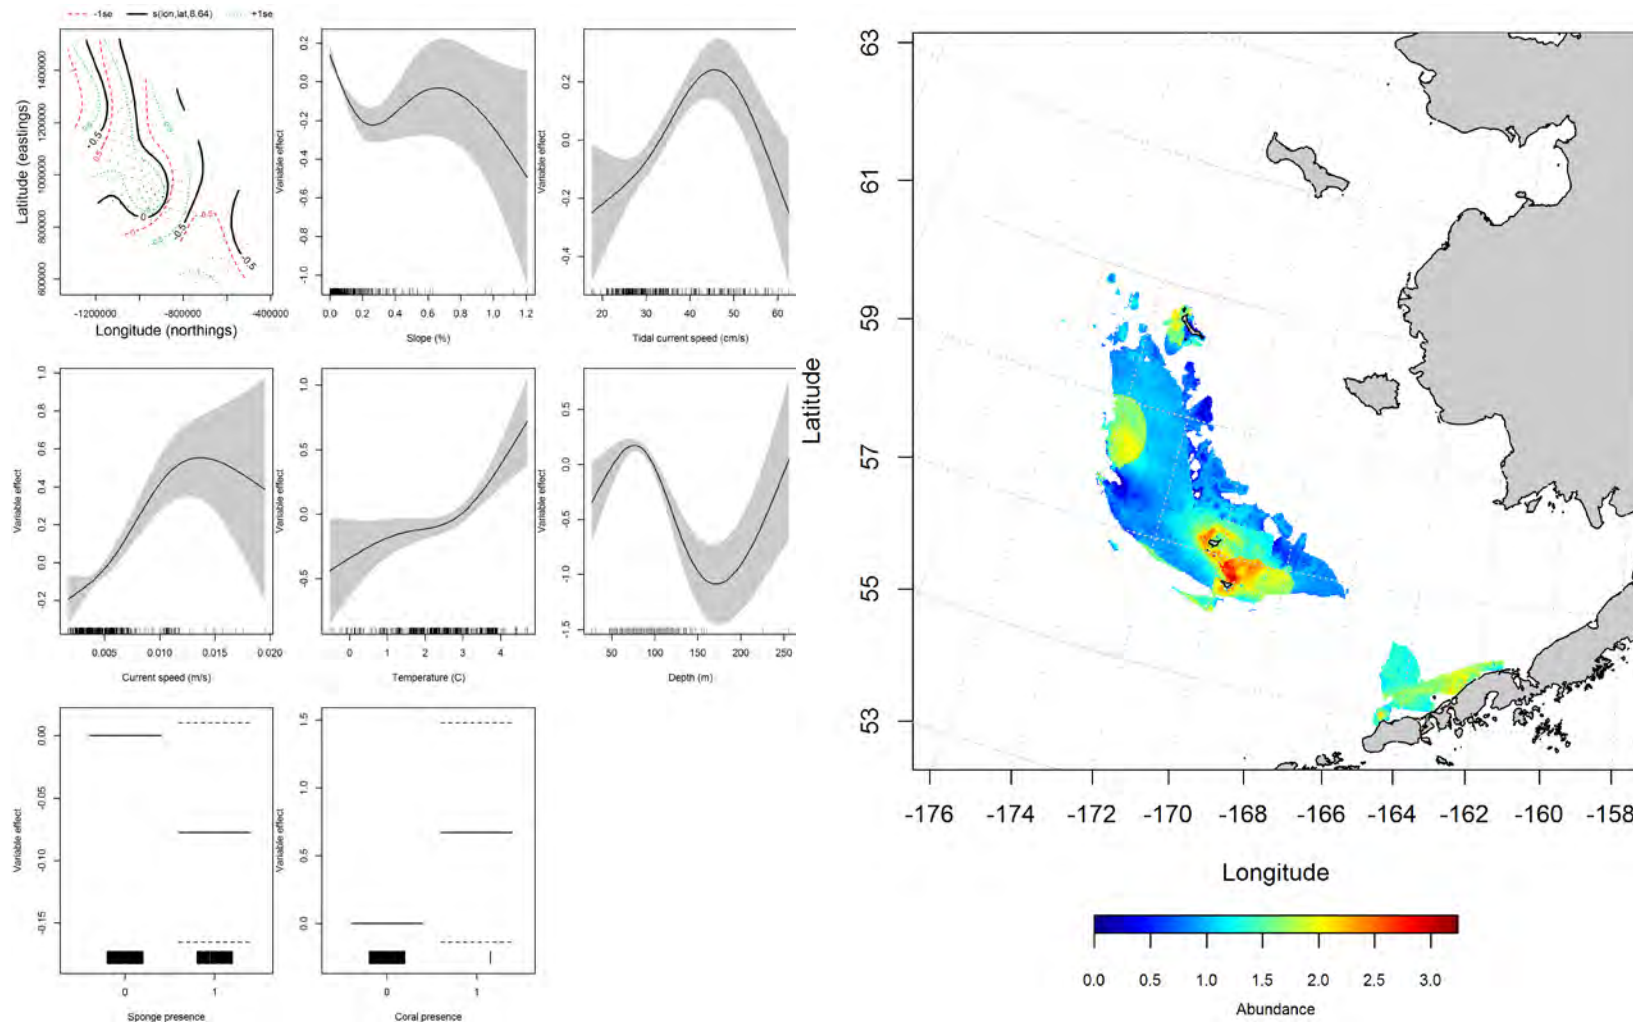 -1se s(lon,lat,8.64) +1se
Latitude (eastings)
600000 800000 1000000 1200000 1400000
-0.5
0
-0.5
-0.5
-1200000 -800000 -400000
Longitude (northings)
Variable effect
0.2
0.0
-0.2
-0.4
-0.6
-0.8
-1.0
0.0 0.2 0.4 0.6 0.8 1.0 1.2
Slope (%)
Variable effect
0.2
0.0
-0.2
-0.4
20 30 40 50 60
Tidal current speed (cm/s)
Variable effect
1.0
0.8
0.6
0.4
0.2
0.0
-0.2
0.005 0.010 0.015 0.020
Current speed (m/s)
Variable effect
1.0
0.5
0.0
-0.5
0 1 2 3 4
Temperature (C)
Variable effect
0.5
0.0
-0.5
-1.0
-1.5
50 100 150 200 250
Depth (m)
Variable effect
0.00
-0.05
-0.10
-0.15
0 1
Sponge presence
Variable effect
1.5
1.0
0.5
0.0
0 1
Coral presence
Latitude
63
61
59
57
55
53
-176 -174 -172 -170 -168 -166 -164 -162 -160 -158
Longitude
0.0 0.5 1.0 1.5 2.0 2.5 3.0
Abundance